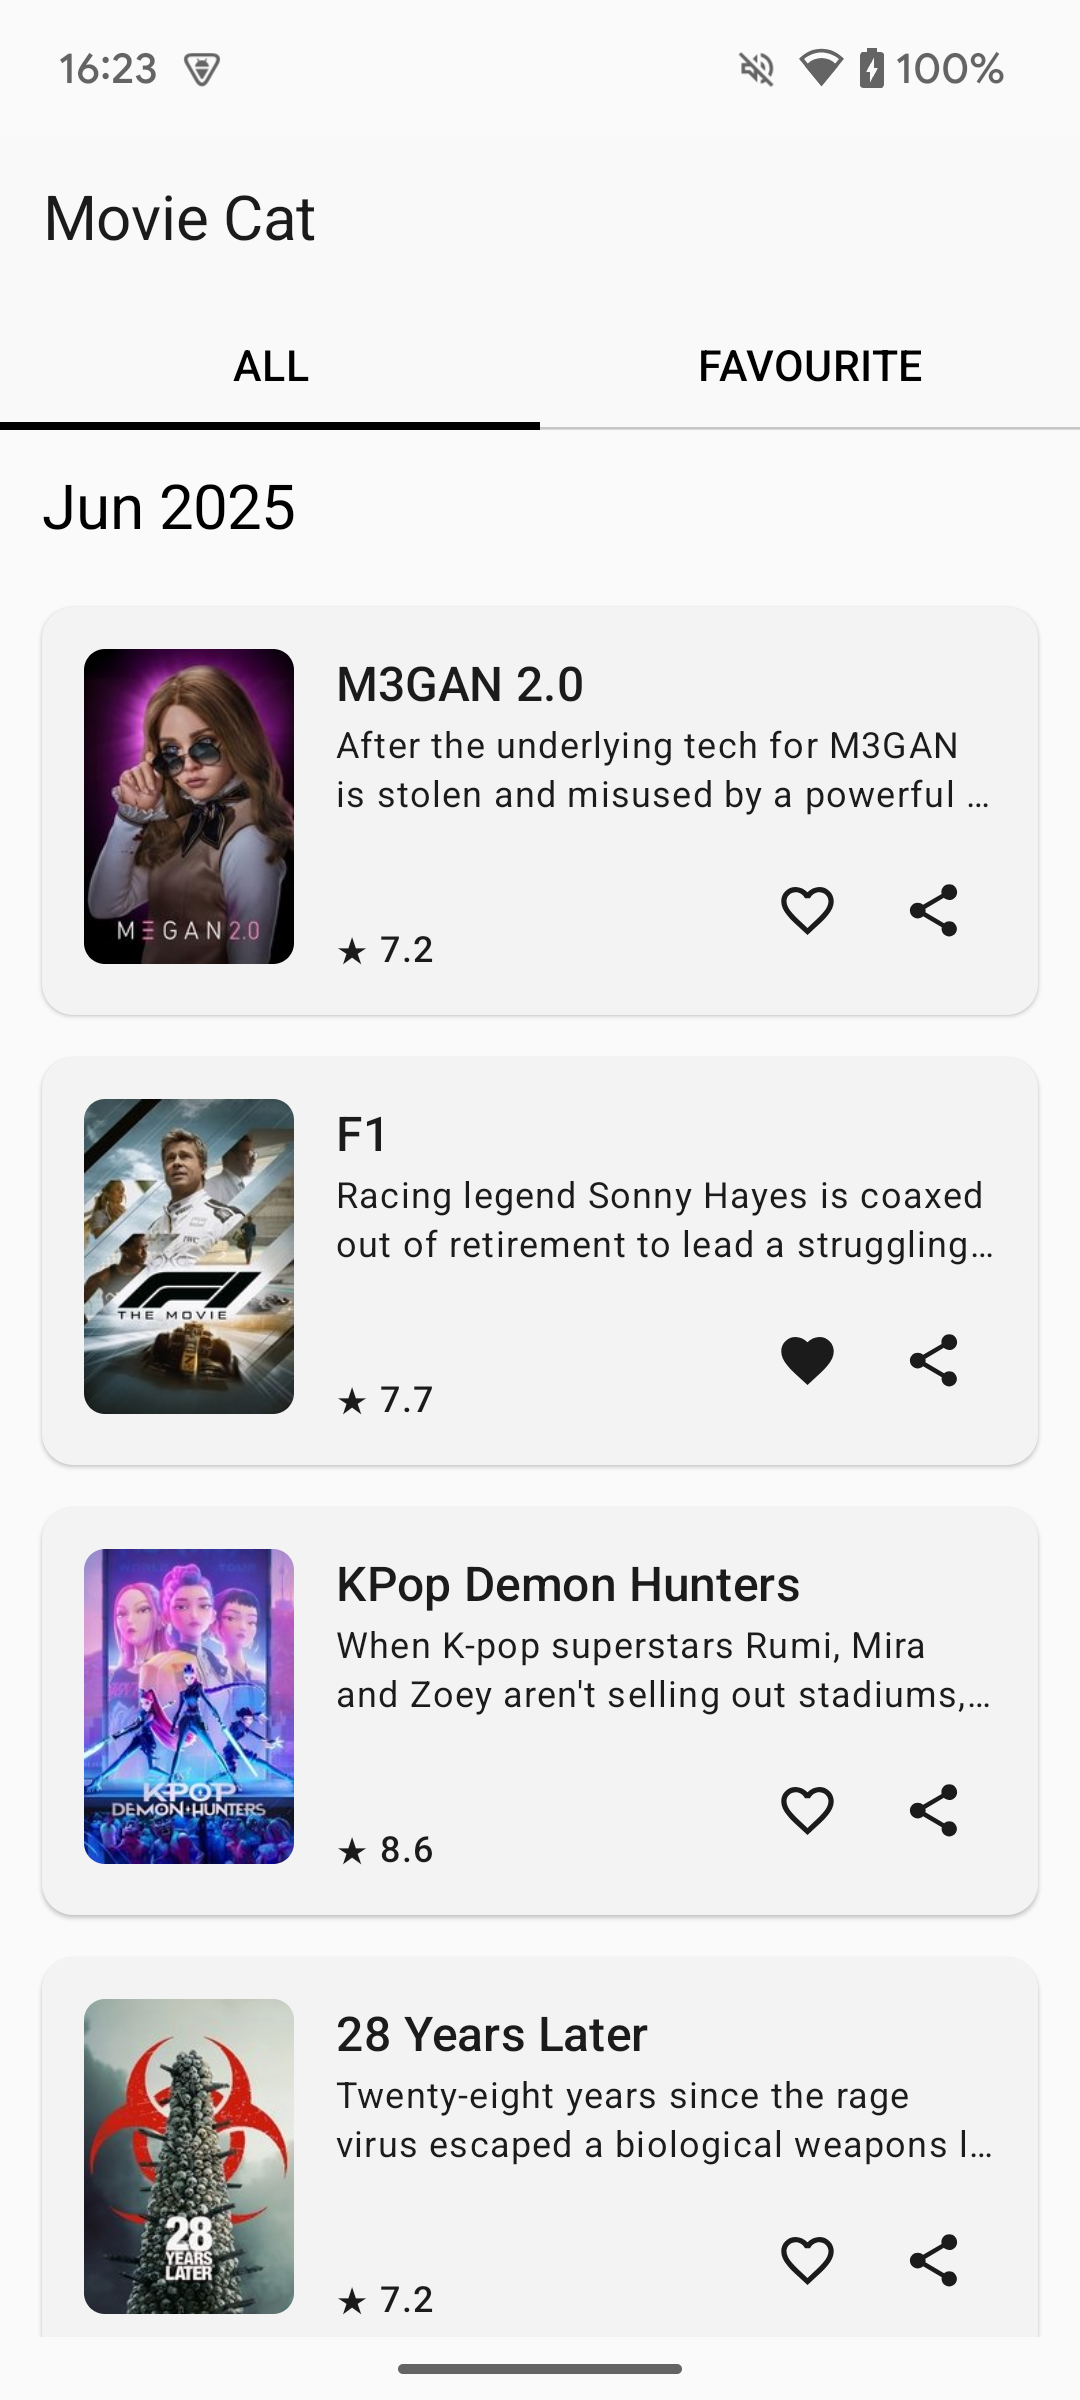 16:23
100%
Movie Cat
ALL
FAVOURITE
Jun 2025
M3GAN 2.0
After the underlying tech for M3GAN
is stolen and misused by a powerful …
★ 7.2
MΞGAN 2.0
F1
Racing legend Sonny Hayes is coaxed
out of retirement to lead a struggling…
★ 7.7
F1
THE MOVIE
KPop Demon Hunters
When K-pop superstars Rumi, Mira
and Zoey aren't selling out stadiums,…
★ 8.6
KPOP
DEMON HUNTERS
28 Years Later
Twenty-eight years since the rage
virus escaped a biological weapons l…
★ 7.2
28
YEARS
LATER